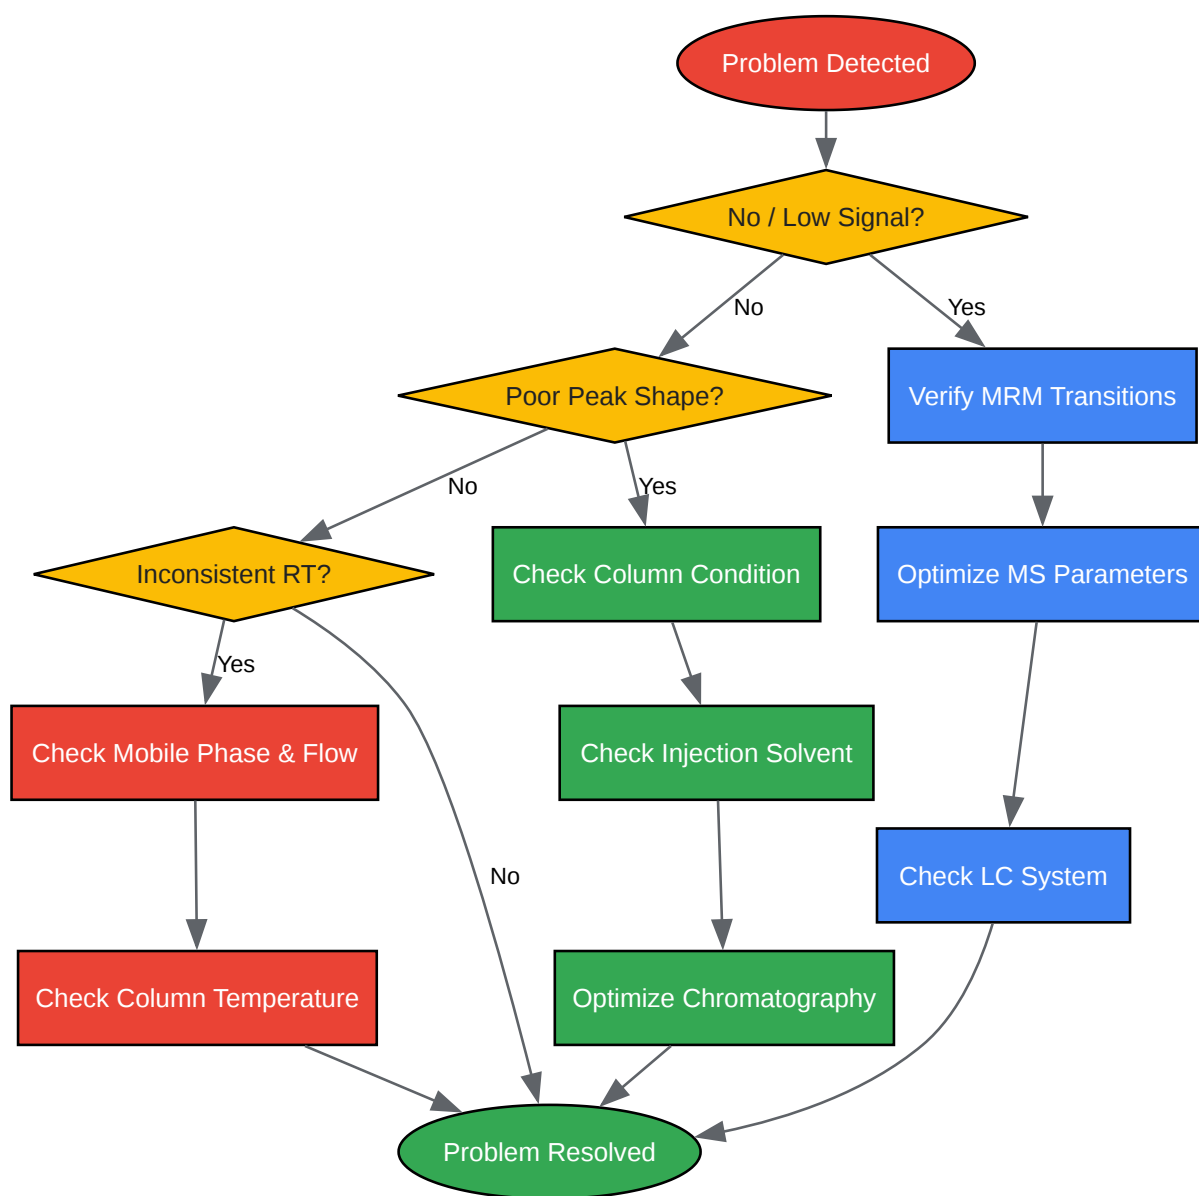 Problem Detected
No / Low Signal?
No
Yes
Poor Peak Shape?
Verify MRM Transitions
No
Yes
Inconsistent RT?
Check Column Condition
Optimize MS Parameters
Yes
Check Mobile Phase & Flow
Check Injection Solvent
No
Check LC System
Check Column Temperature
Optimize Chromatography
Problem Resolved